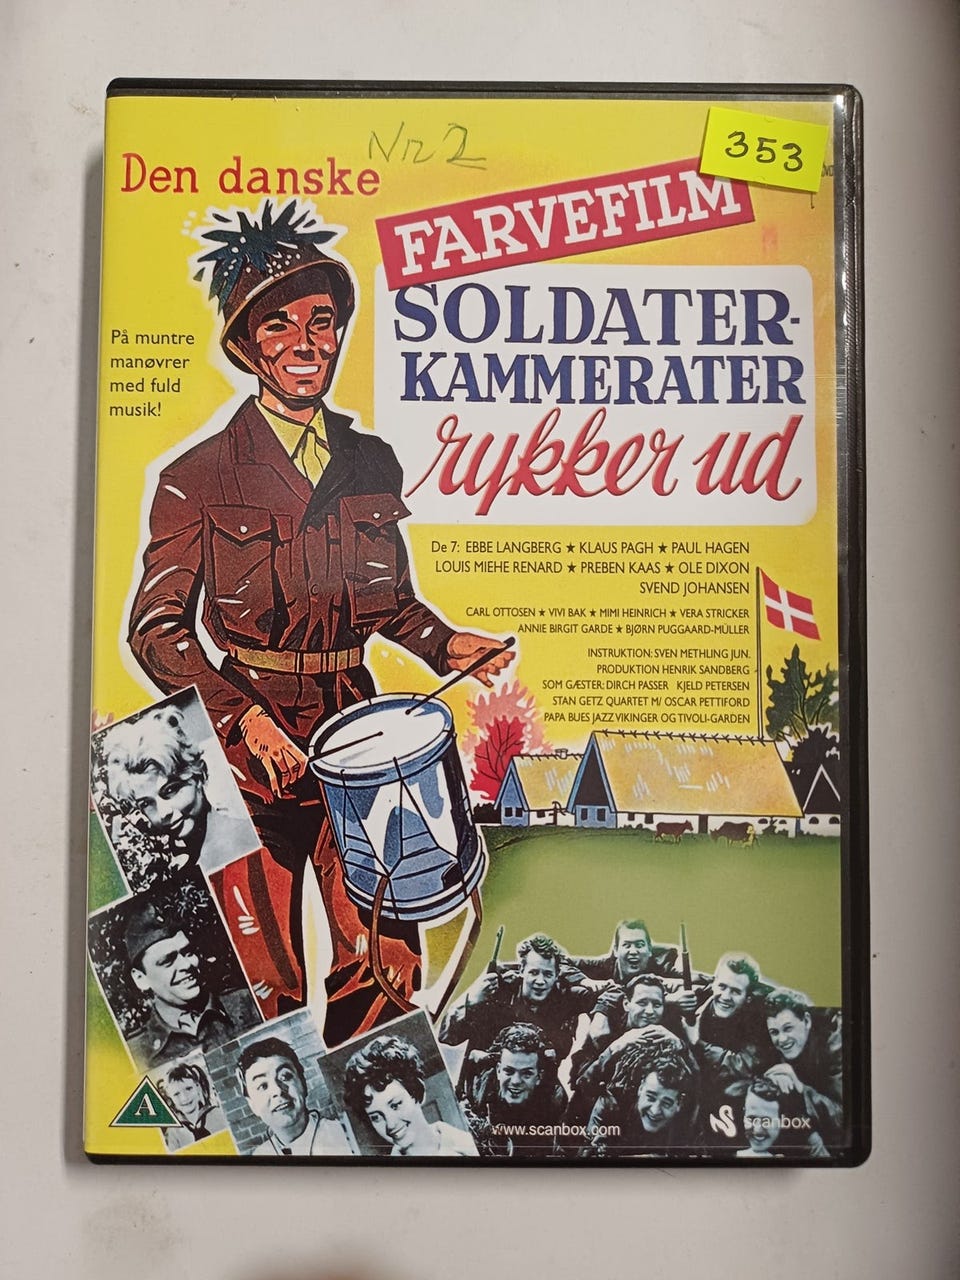 Nr 2
353
Den danske
FARVEFILM
SOLDATER-
KAMMERATER
rykker ud
På muntre
manøvrer
med fuld
musik!
De 7: EBBE LANGBERG ★ KLAUS PAGH ★ PAUL HAGEN
LOUIS MIEHE RENARD ★ PREBEN KAAS ★ OLE DIXON
SVEND JOHANSEN
CARL OTTOSEN ★ VIVI BAK ★ MIMI HEINRICH ★ VERA STRICKER
ANNIE BIRGIT GARDE ★ BJØRN PUGGAARD-MÜLLER
INSTRUKTION: SVEN METHLING JUN.
PRODUKTION HENRIK SANDBERG
SOM GÆSTER: DIRCH PASSER KJELD PETERSEN
STAN GETZ QUARTET M/ OSCAR PETTIFORD
PAPA BUES JAZZ VIKINGER OG TIVOLI-GARDEN
A
www.scanbox.com
scanbox